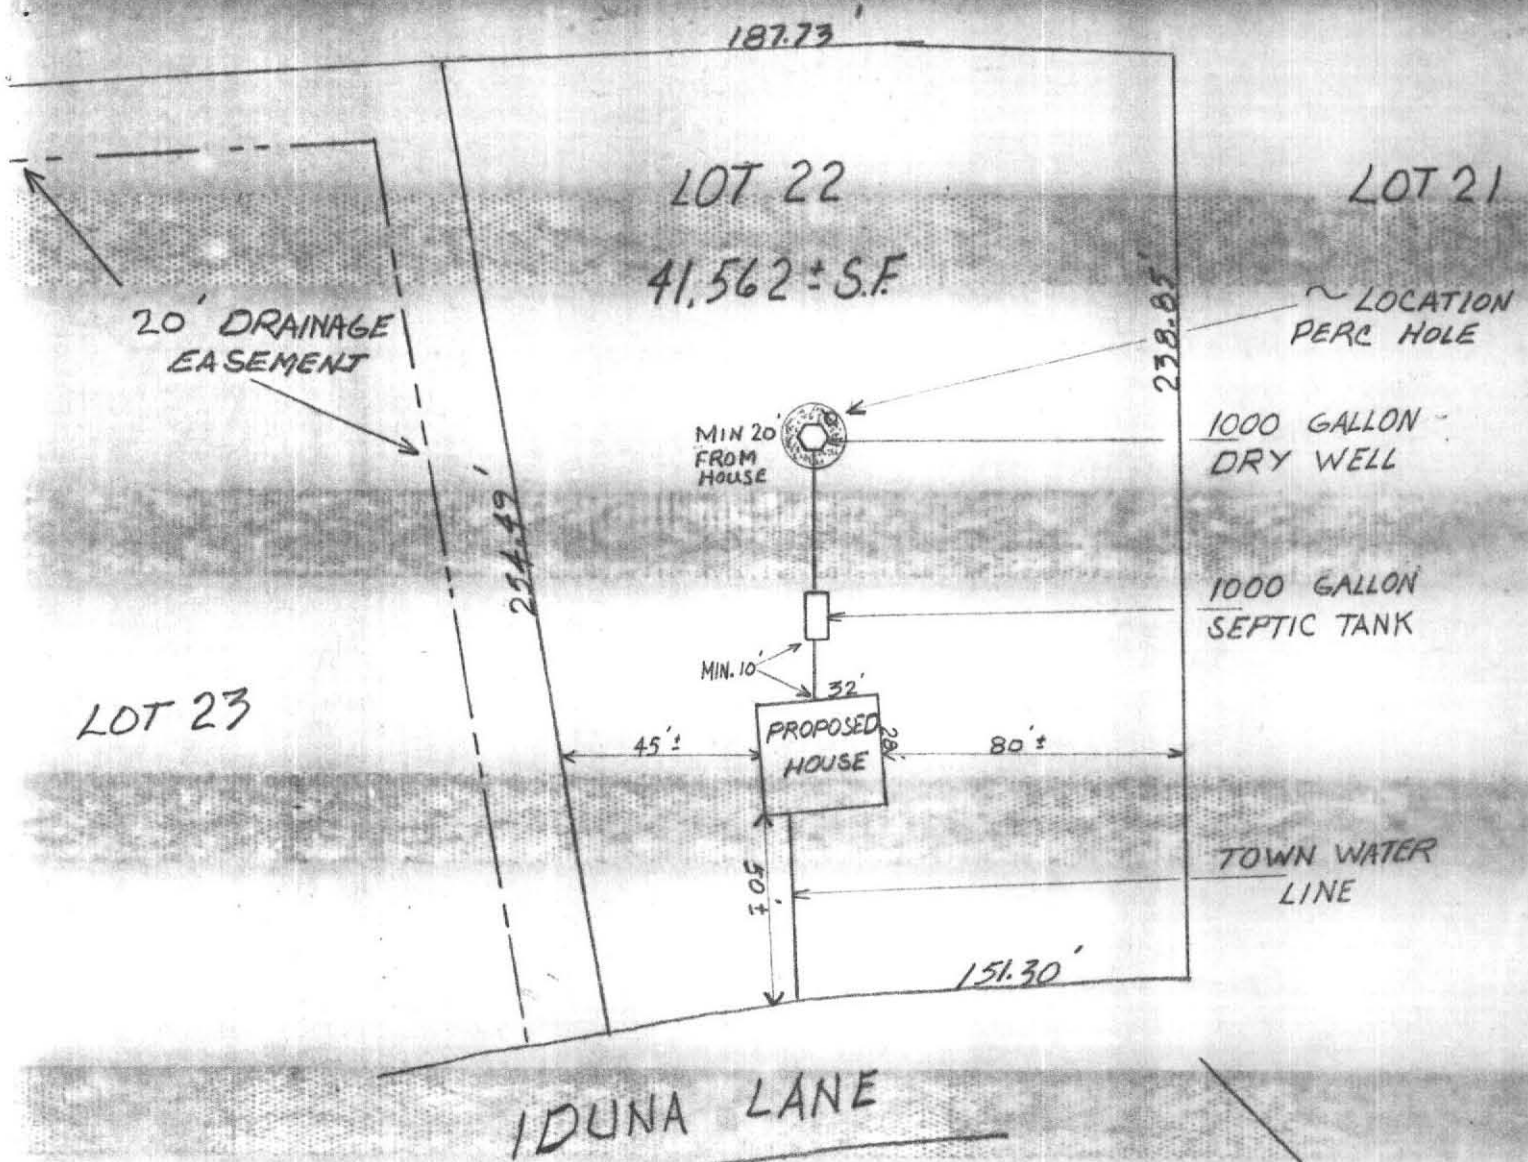 187.73'
LOT 22
LOT 21
41,562 ± S.F.
20' DRAINAGE
EASEMENT
~ LOCATION
PERC HOLE
238.85'
MIN 20'
FROM
HOUSE
1000 GALLON
DRY WELL
254.49'
1000 GALLON
SEPTIC TANK
MIN. 10'
32'
LOT 23
PROPOSED
HOUSE
28'
45'±
80'±
50'±
TOWN WATER
LINE
151.30'
IDUNA LANE